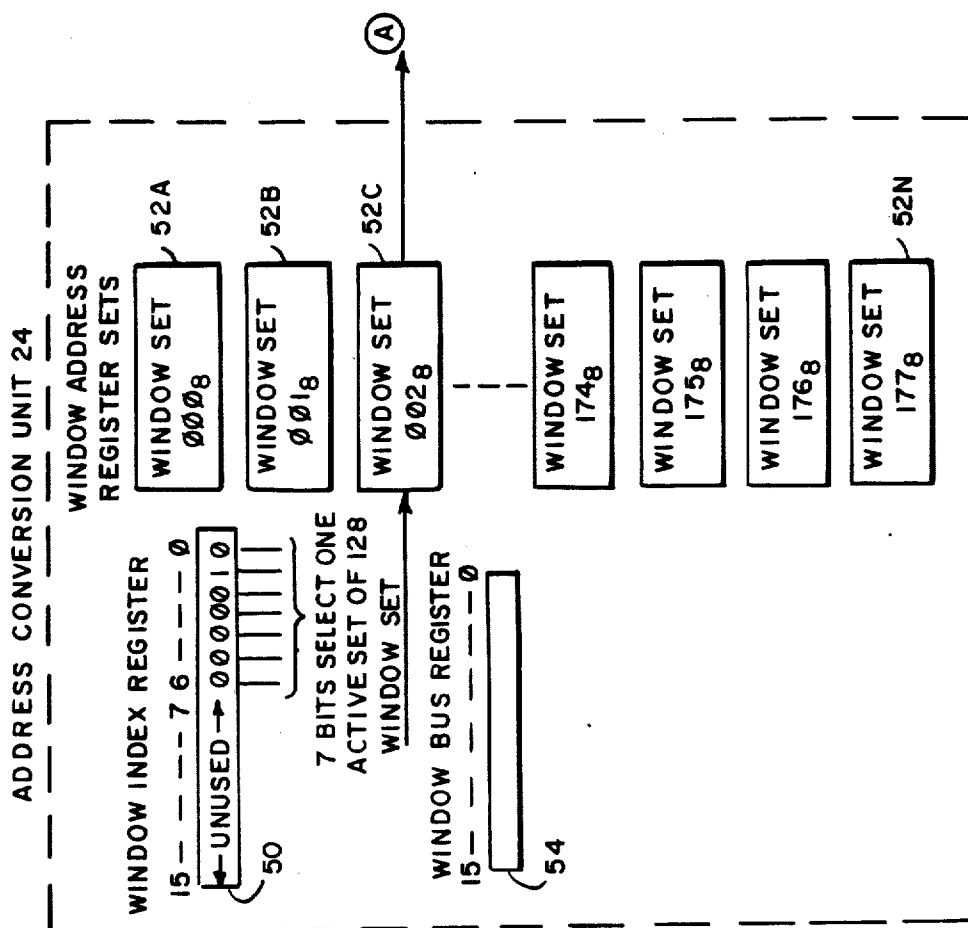 ADDRESS CONVERSION UNIT 24
WINDOW INDEX REGISTER
15 — — — 7 6 — — — Ø
←UNUSED→ ØØØØØ1Ø
50
7 BITS SELECT ONE
ACTIVE SET OF 128
WINDOW SET
WINDOW BUS REGISTER
15 — — — — — Ø
54
WINDOW ADDRESS
REGISTER SETS
WINDOW SET
ØØØ8
52A
WINDOW SET
ØØ18
52B
WINDOW SET
ØØ28
52C
A
WINDOW SET
1748
WINDOW SET
1758
WINDOW SET
1768
WINDOW SET
1778
52N